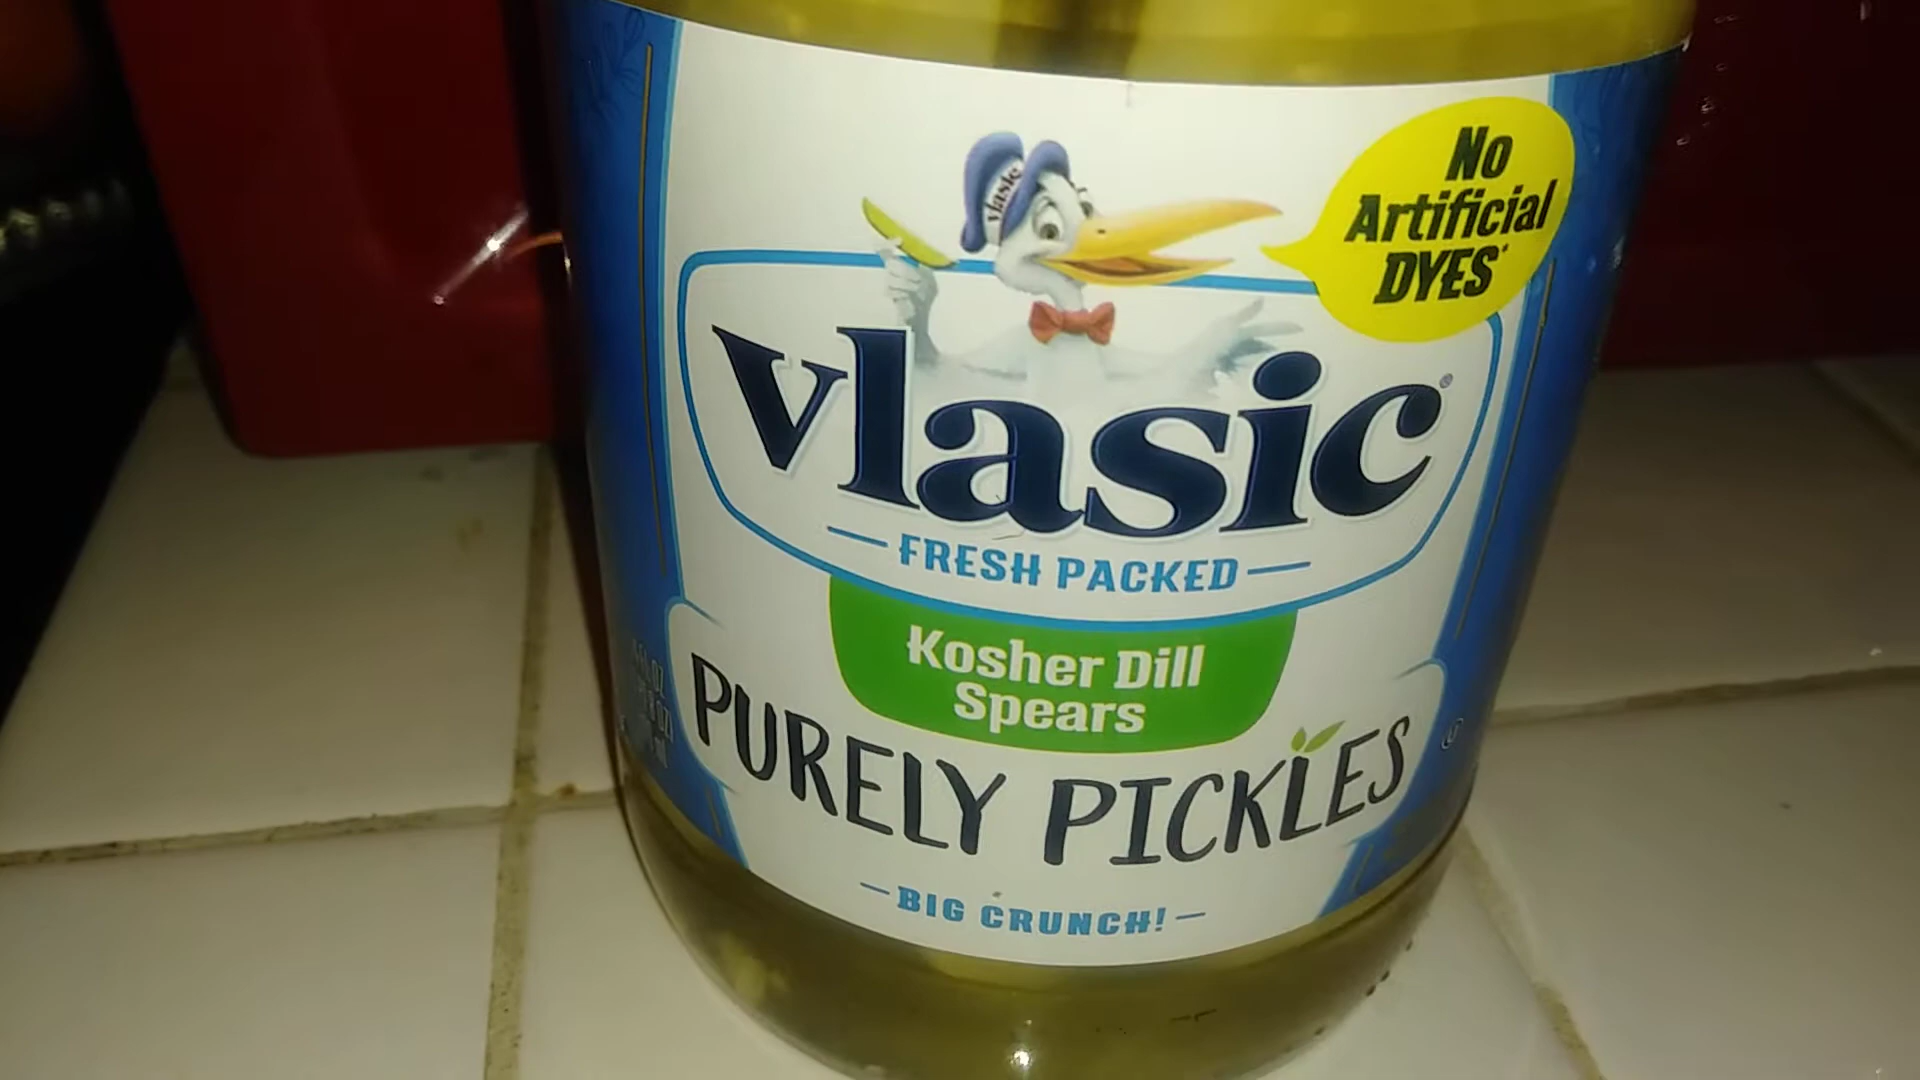 No
Artificial
DYES*
vlasic
vlasic®
FRESH PACKED
Kosher Dill
Spears
PURELY PICKLES
BIG CRUNCH!